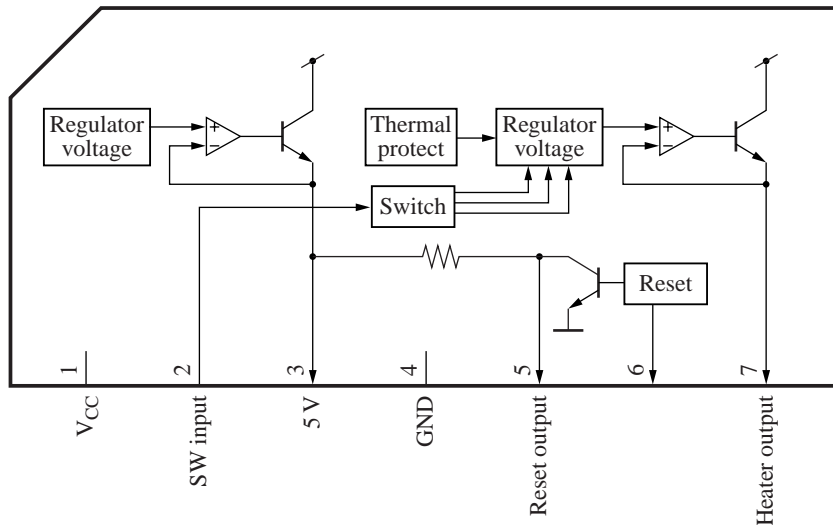 Regulator
voltage
+
−
Thermal
protect
Regulator
voltage
+
−
Switch
Reset
1
2
3
4
5
6
7
VCC
SW input
5 V
GND
Reset output
Heater output